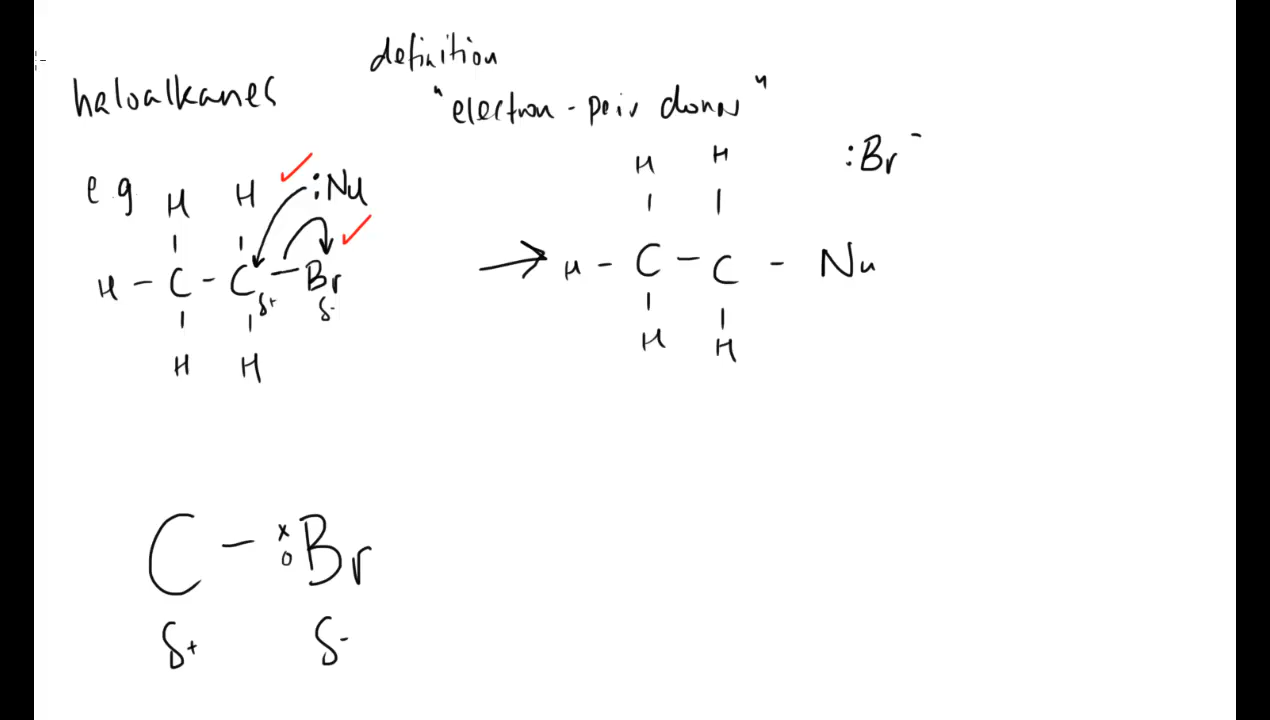 definition
haloalkanes
"electron-pair donor"
e.g
H H :Nu
H - C - C - Br
δ+ δ-
H H
H H :Br⁻
→ H - C - C - Nu
H H
C - ×o Br
δ+ δ-